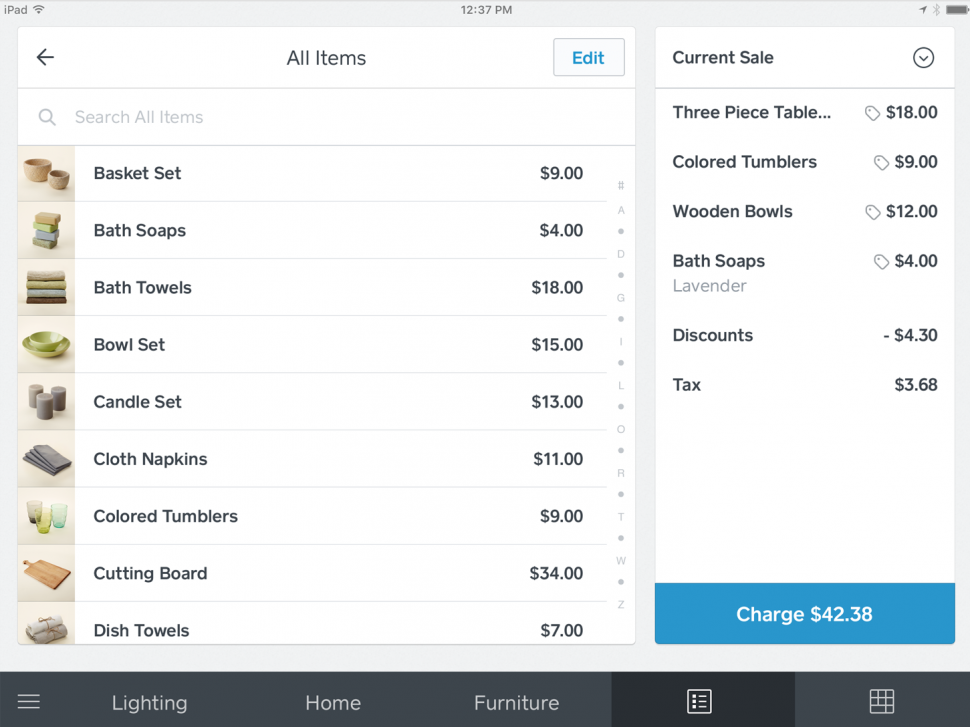 iPad 12:37 PM
All Items
Edit
Search All Items
Basket Set $9.00
Bath Soaps $4.00
Bath Towels $18.00
Bowl Set $15.00
Candle Set $13.00
Cloth Napkins $11.00
Colored Tumblers $9.00
Cutting Board $34.00
Dish Towels $7.00
#
A
D
G
I
L
O
R
T
W
Z
Current Sale
Three Piece Table... $18.00
Colored Tumblers $9.00
Wooden Bowls $12.00
Bath Soaps $4.00
Lavender
Discounts - $4.30
Tax $3.68
Charge $42.38
Lighting Home Furniture